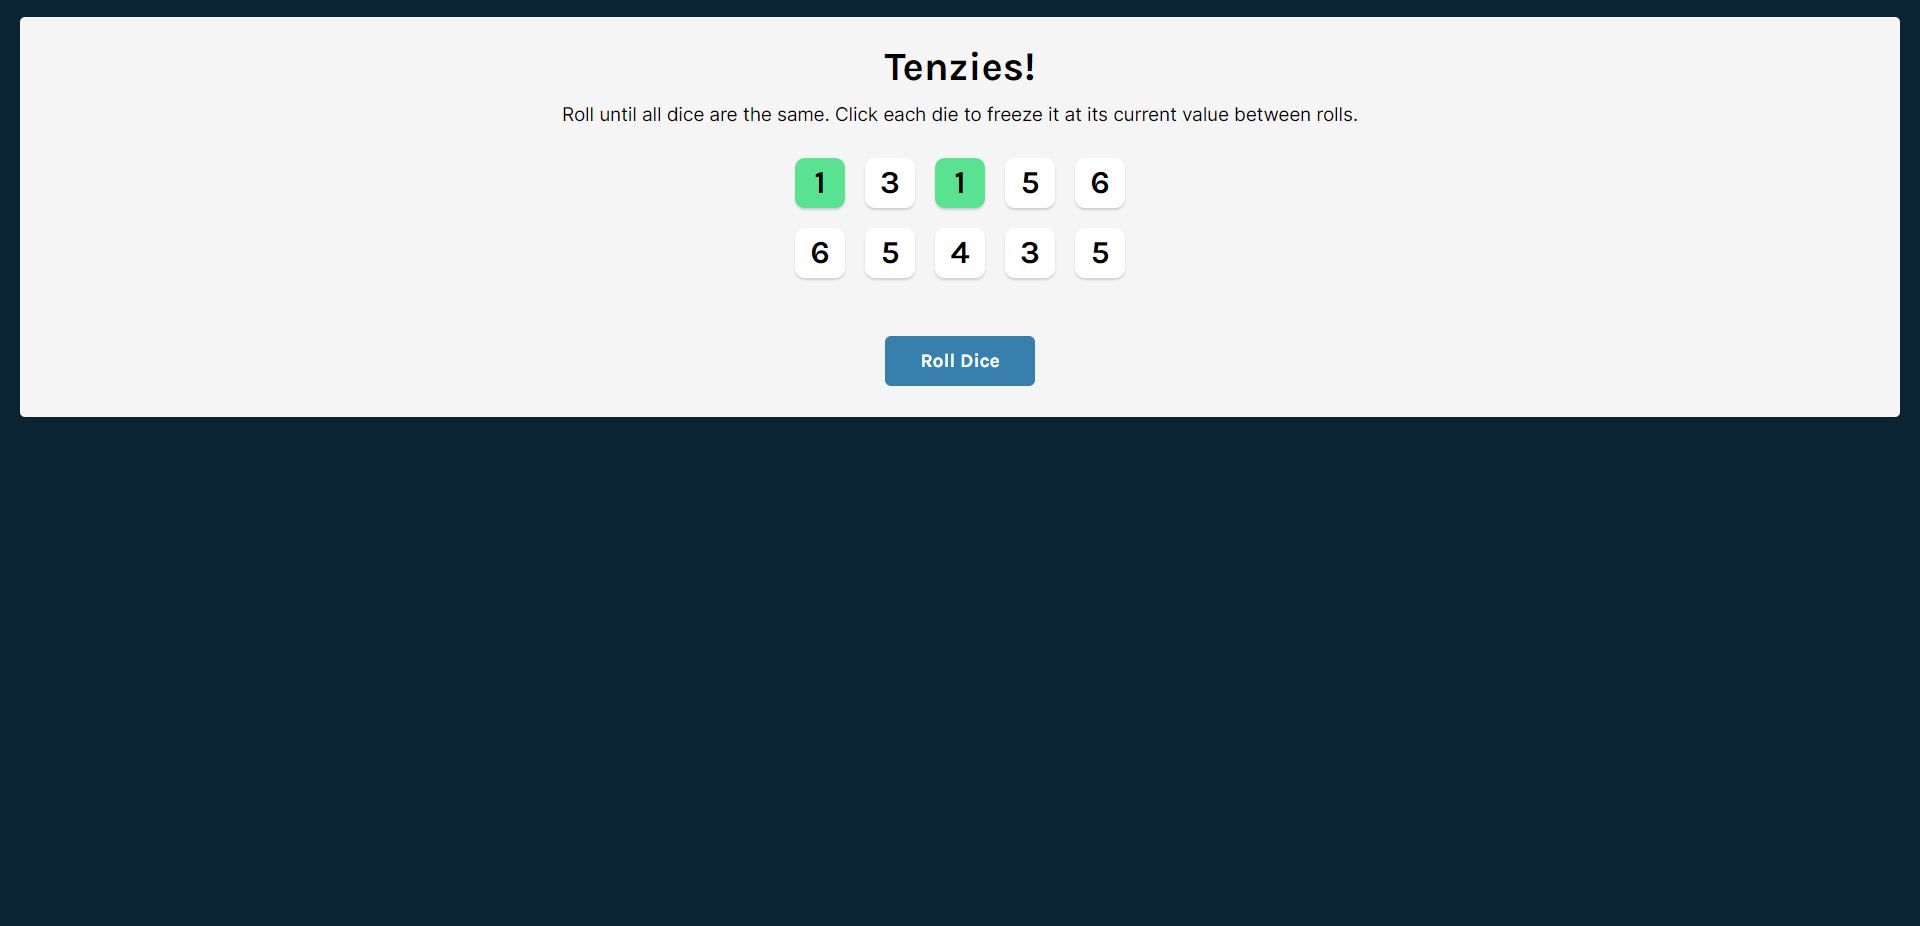 Tenzies!
Roll until all dice are the same. Click each die to freeze it at its current value between rolls.
1 3 1 5 6
6 5 4 3 5
Roll Dice